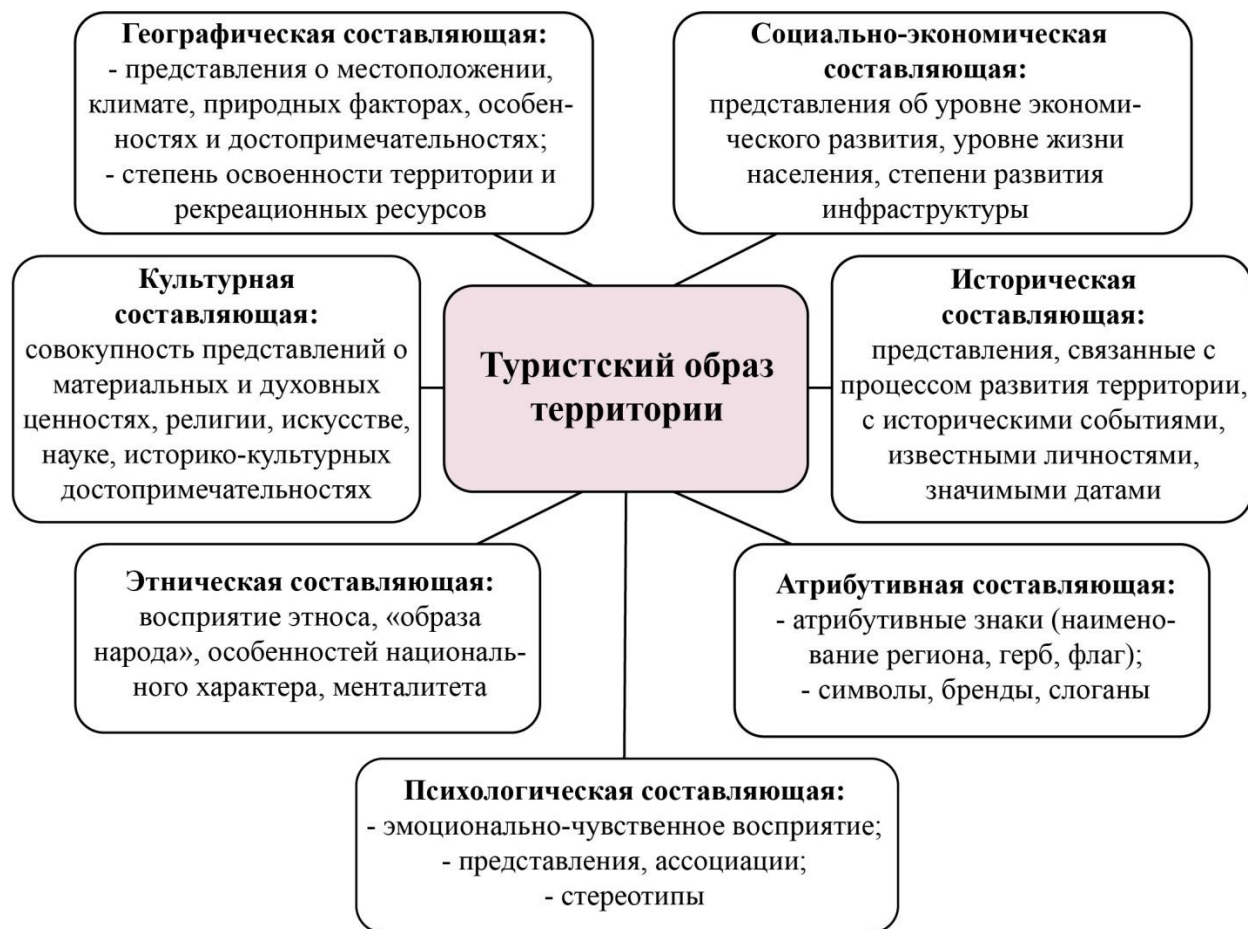 Географическая составляющая:
- представления о местоположении,
климате, природных факторах, особен-
ностях и достопримечательностях;
- степень освоенности территории и
рекреационных ресурсов
Социально-экономическая
составляющая:
представления об уровне экономи-
ческого развития, уровне жизни
населения, степени развития
инфраструктуры
Культурная
составляющая:
совокупность представлений о
материальных и духовных
ценностях, религии, искусстве,
науке, историко-культурных
достопримечательностях
Туристский образ
территории
Историческая
составляющая:
представления, связанные с
процессом развития территории,
с историческими событиями,
известными личностями,
значимыми датами
Этническая составляющая:
восприятие этноса, «образа
народа», особенностей националь-
ного характера, менталитета
Атрибутивная составляющая:
- атрибутивные знаки (наимено-
вание региона, герб, флаг);
- символы, бренды, слоганы
Психологическая составляющая:
- эмоционально-чувственное восприятие;
- представления, ассоциации;
- стереотипы